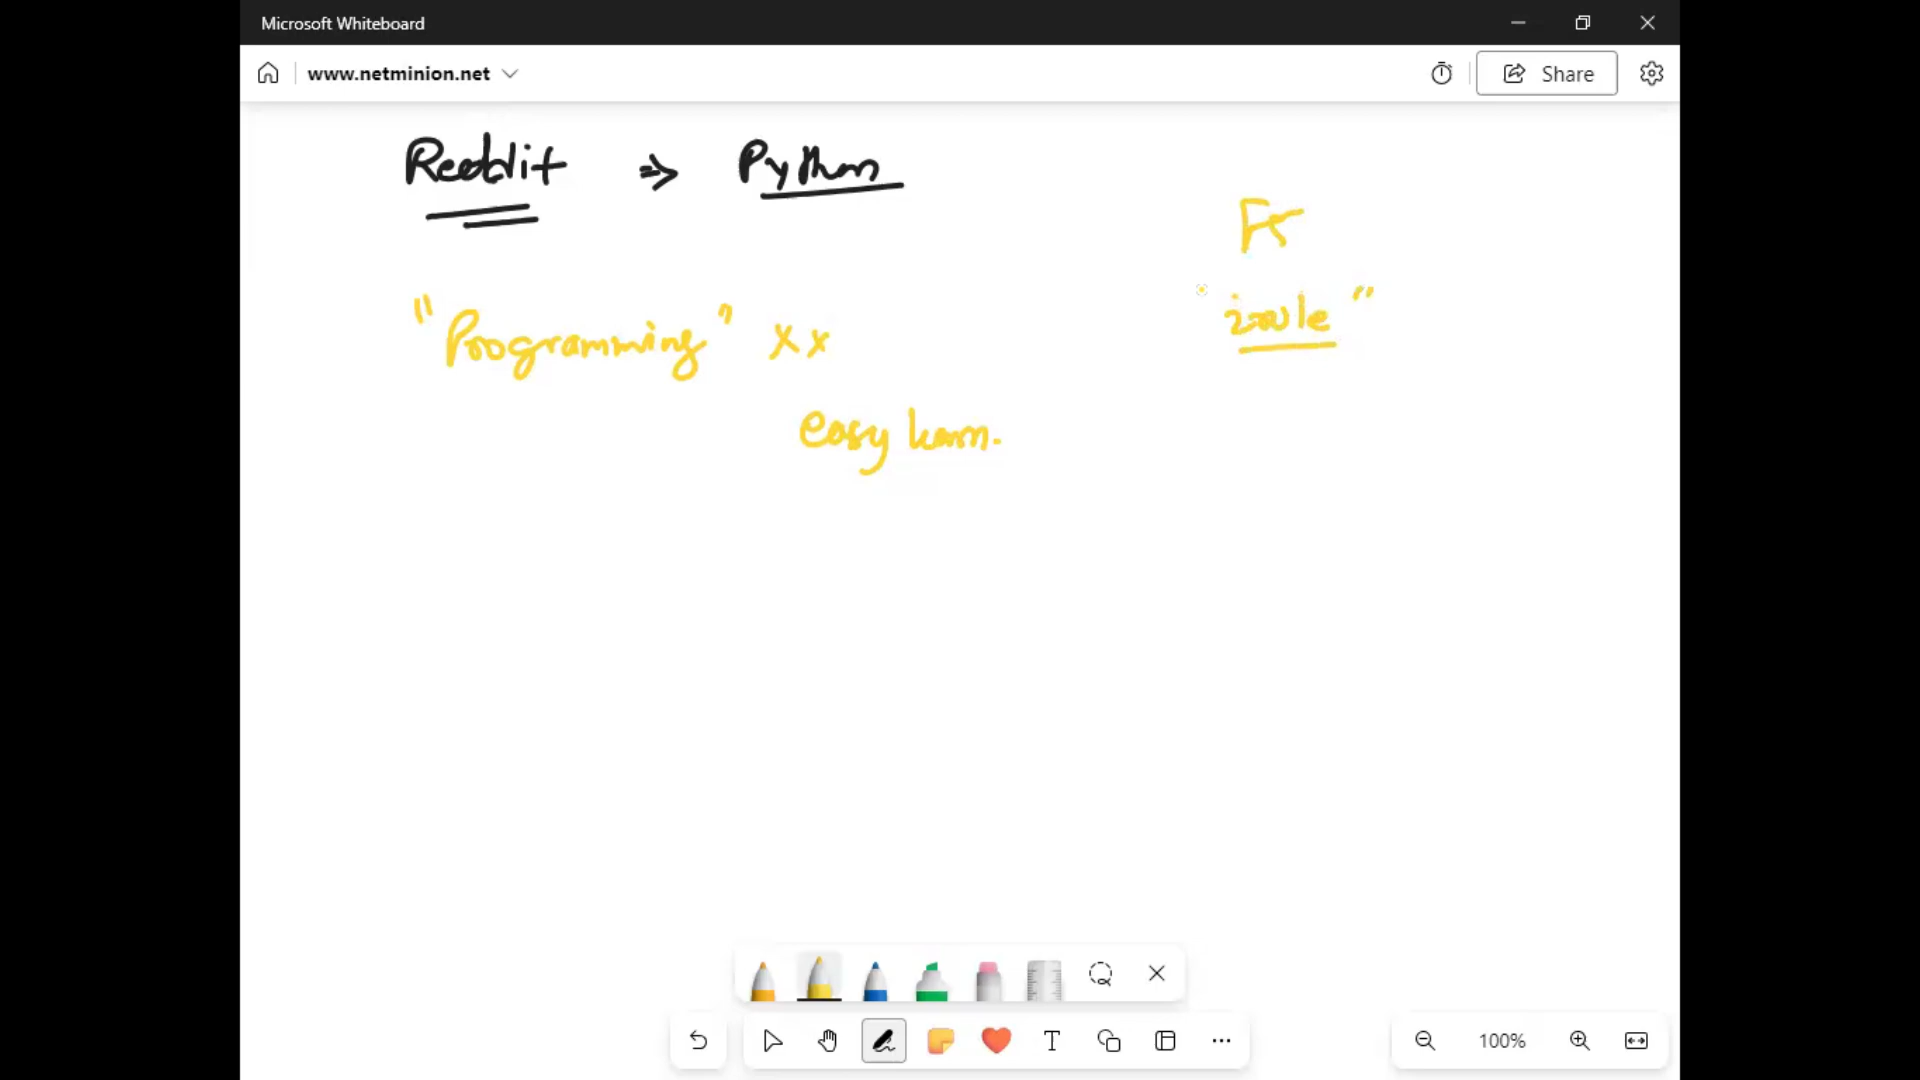 Microsoft Whiteboard
www.netminion.net
Share
Reddit ⇒ Python
"Programming" x x
easy learn.
100%